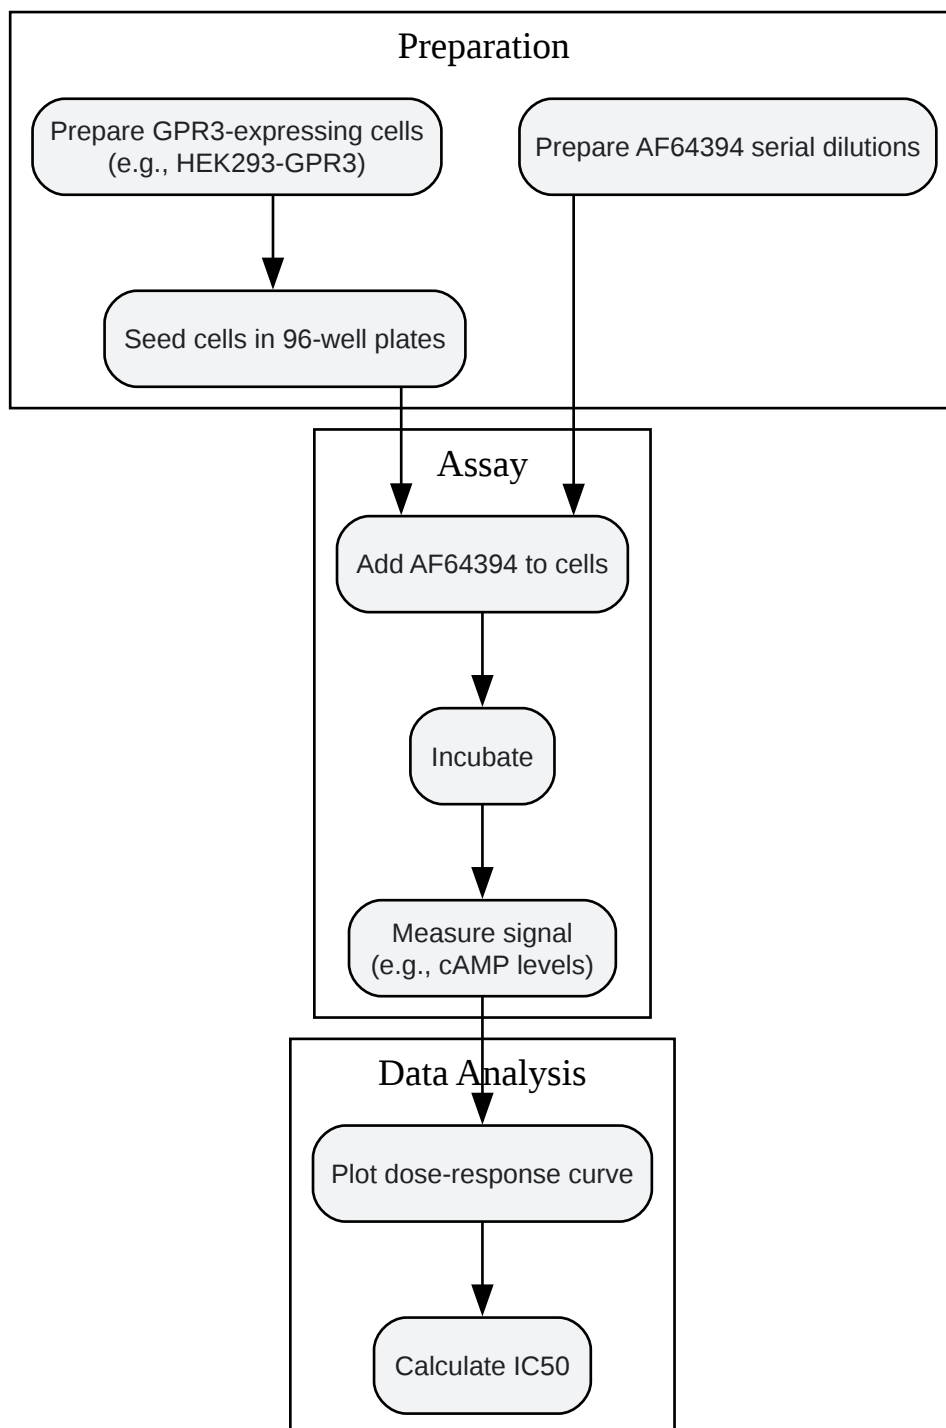 Preparation
Prepare GPR3-expressing cells
(e.g., HEK293-GPR3)
Prepare AF64394 serial dilutions
Seed cells in 96-well plates
Assay
Add AF64394 to cells
Incubate
Measure signal
(e.g., cAMP levels)
Data Analysis
Plot dose-response curve
Calculate IC50